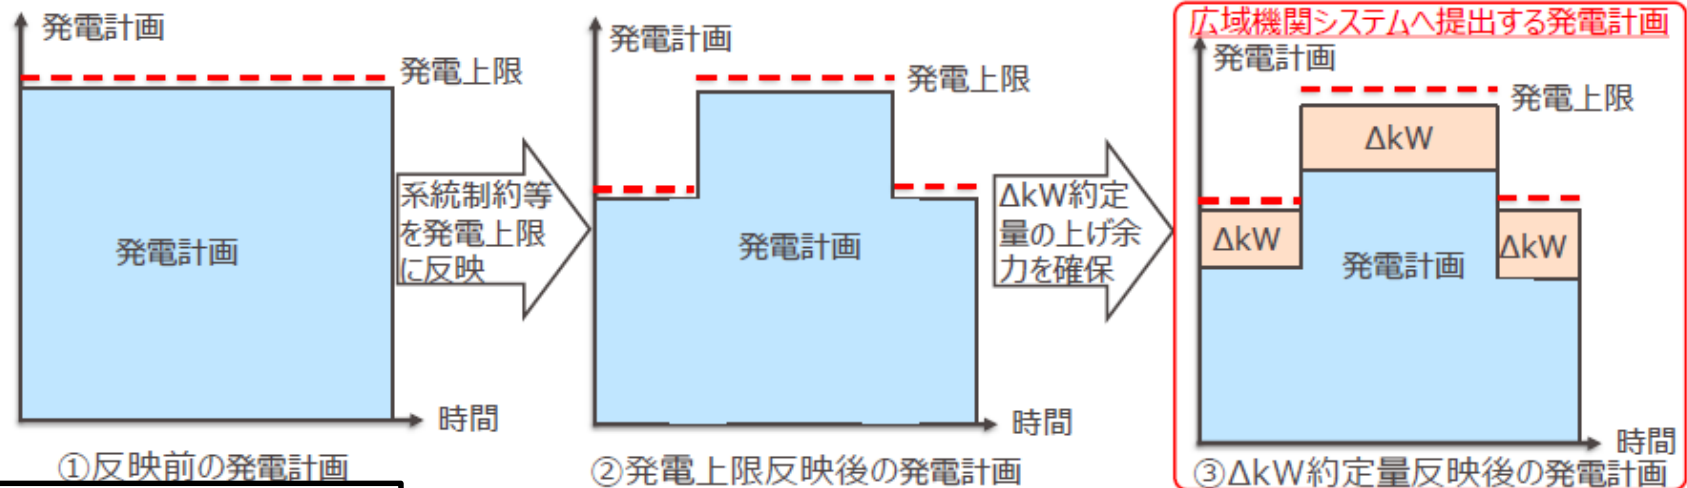 発電計画
発電上限
発電計画
時間
①反映前の発電計画
系統制約等
を発電上限
に反映
発電計画
発電上限
発電計画
時間
②発電上限反映後の発電計画
ΔkW約定
量の上げ余
力を確保
広域機関システムへ提出する発電計画
発電計画
発電上限
ΔkW
ΔkW
ΔkW
発電計画
時間
③ΔkW約定量反映後の発電計画